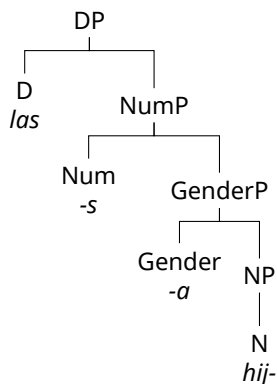 DP
D
las
NumP
Num
-s
GenderP
Gender
-a
NP
N
hij-